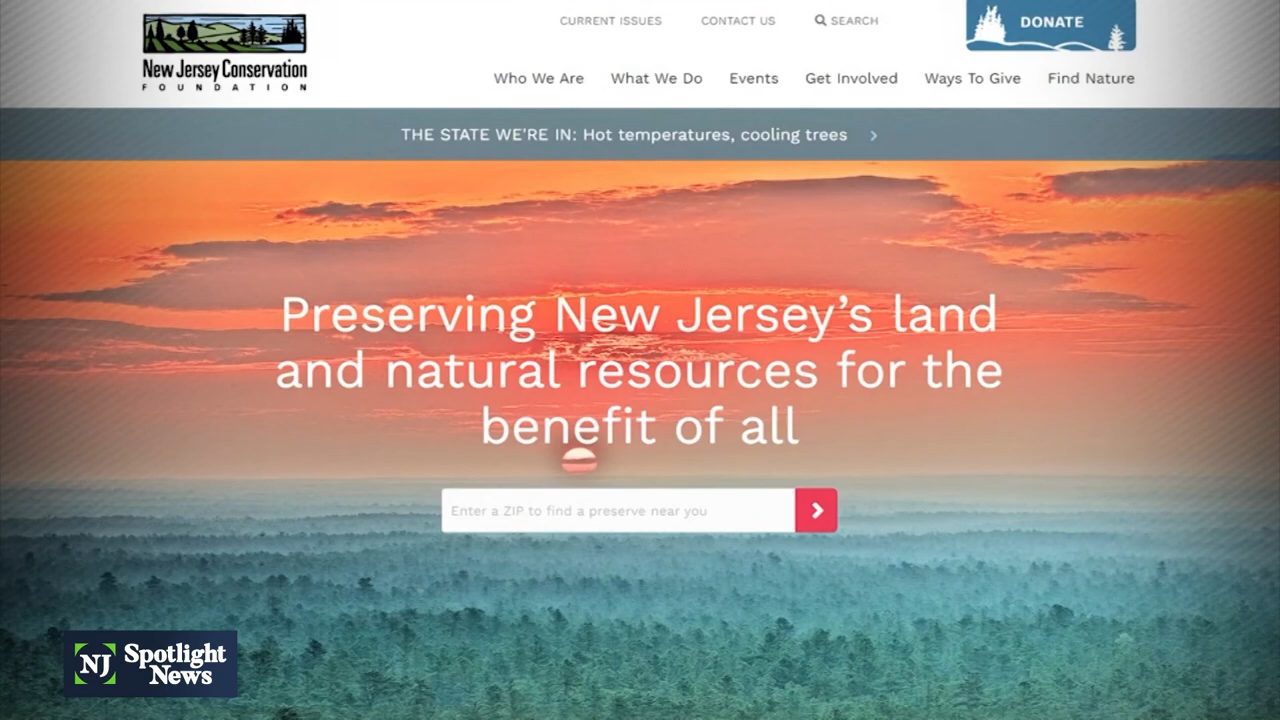 CURRENT ISSUES
CONTACT US
SEARCH
DONATE
New Jersey Conservation
FOUNDATION
Who We Are
What We Do
Events
Get Involved
Ways To Give
Find Nature
THE STATE WE'RE IN: Hot temperatures, cooling trees
Preserving New Jersey’s land
and natural resources for the
benefit of all
Enter a ZIP to find a preserve near you
NJ
Spotlight
News